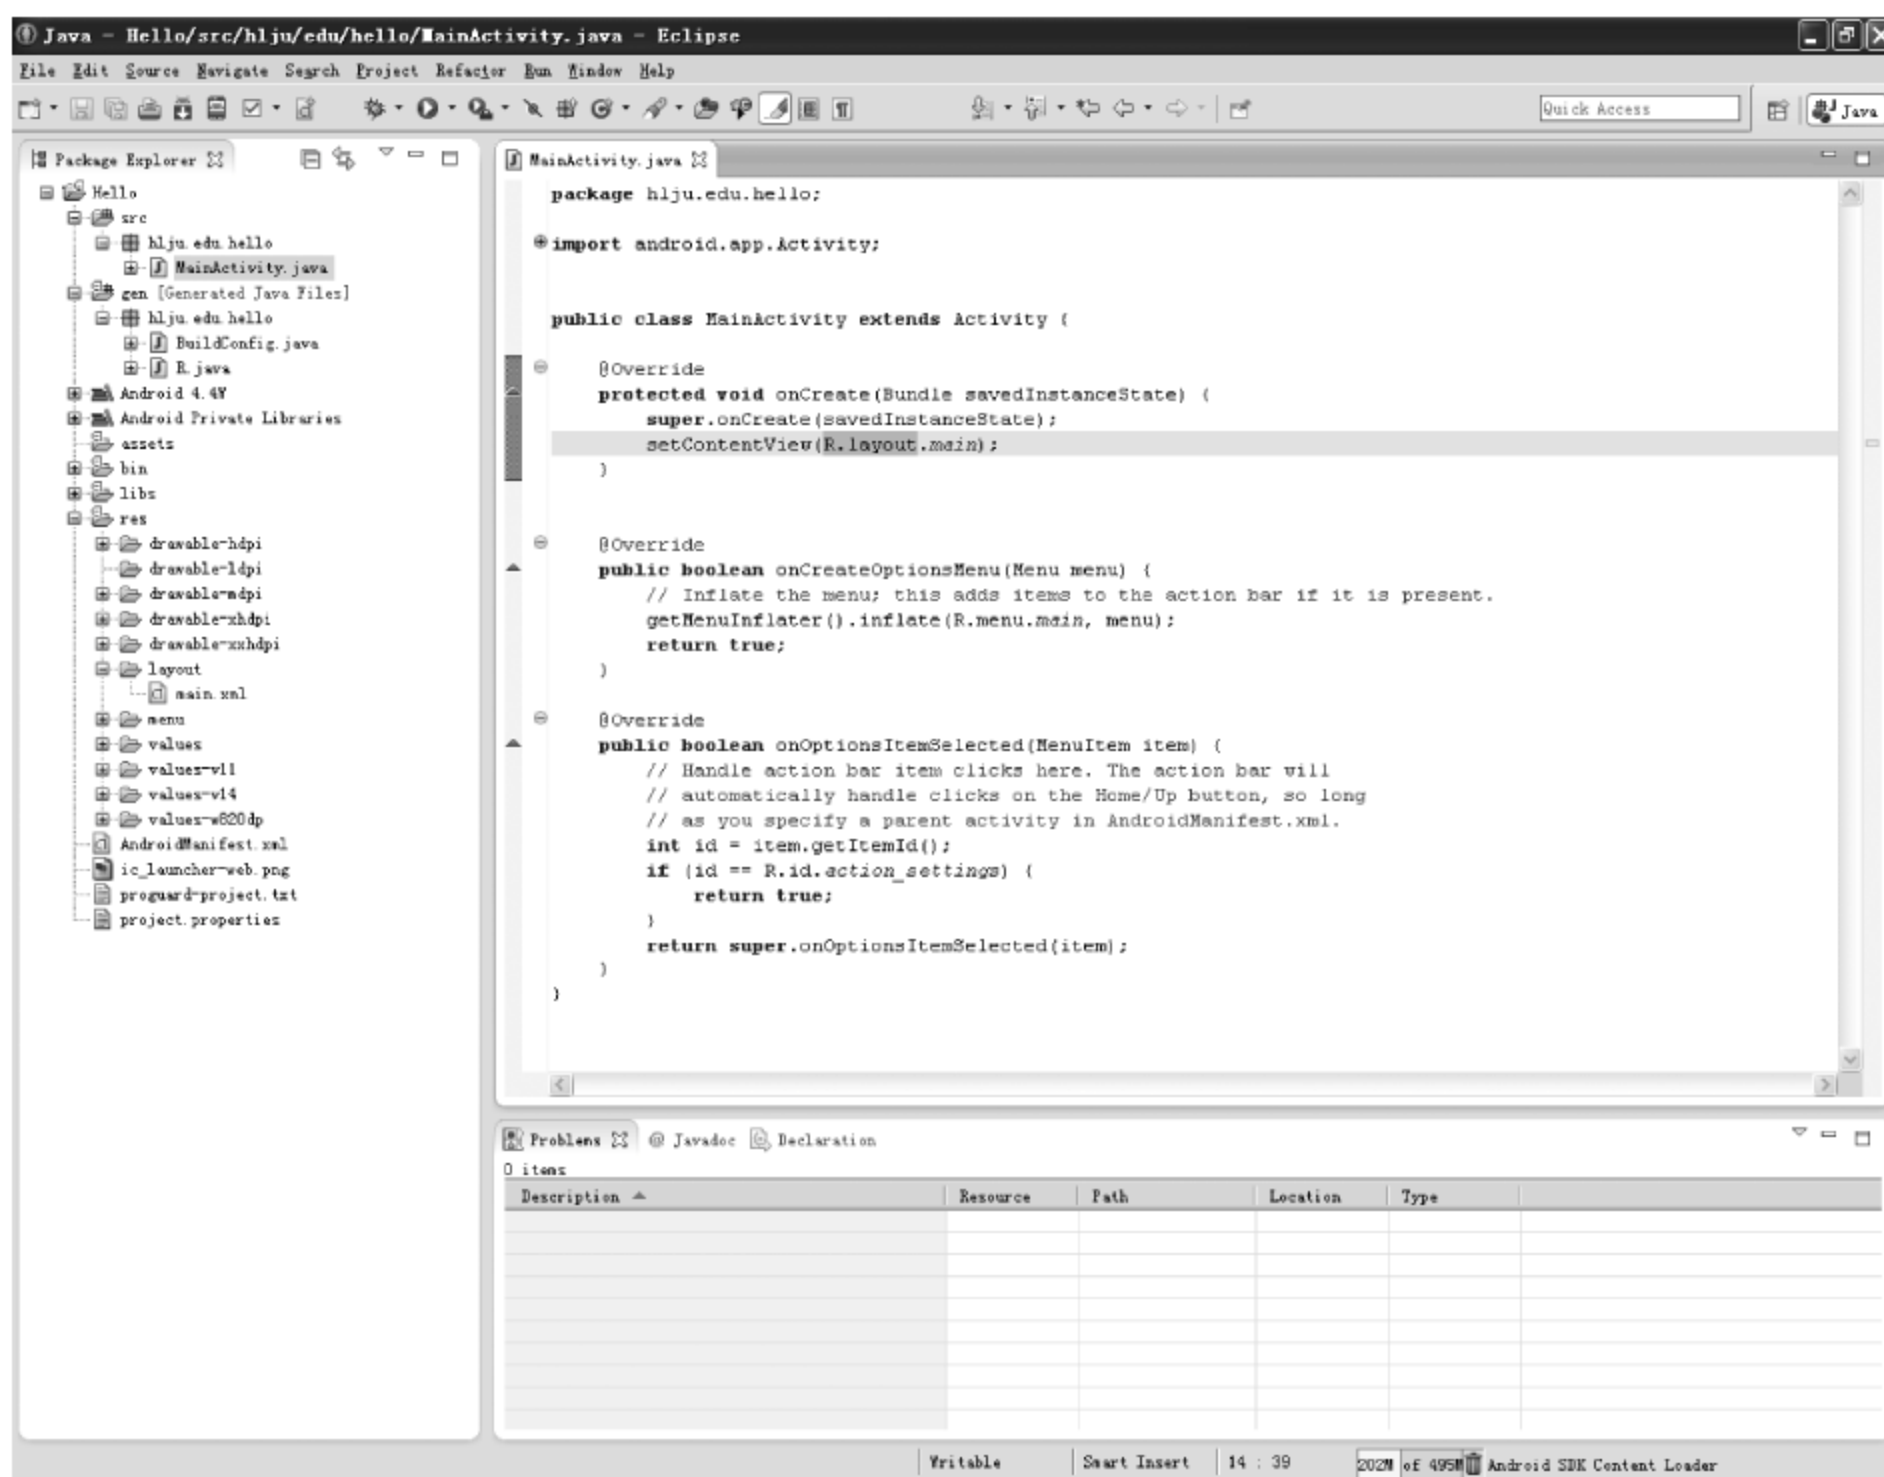 Java - Hello/src/hlju/edu/hello/MainActivity.java - Eclipse
File Edit Source Navigate Search Project Refactor Run Window Help
Quick Access
Java
Package Explorer
Hello
src
hlju.edu.hello
MainActivity.java
gen [Generated Java Files]
hlju.edu.hello
BuildConfig.java
R.java
Android 4.4W
Android Private Libraries
assets
bin
libs
res
drawable-hdpi
drawable-ldpi
drawable-mdpi
drawable-xhdpi
drawable-xxhdpi
layout
main.xml
menu
values
values-v11
values-v14
values-w820dp
AndroidManifest.xml
ic_launcher-web.png
proguard-project.txt
project.properties
MainActivity.java
package hlju.edu.hello;
import android.app.Activity;
public class MainActivity extends Activity {
@Override
protected void onCreate(Bundle savedInstanceState) {
super.onCreate(savedInstanceState);
setContentView(R.layout.main);
}
@Override
public boolean onCreateOptionsMenu(Menu menu) {
// Inflate the menu; this adds items to the action bar if it is present.
getMenuInflater().inflate(R.menu.main, menu);
return true;
}
@Override
public boolean onOptionsItemSelected(MenuItem item) {
// Handle action bar item clicks here. The action bar will
// automatically handle clicks on the Home/Up button, so long
// as you specify a parent activity in AndroidManifest.xml.
int id = item.getItemId();
if (id == R.id.action_settings) {
return true;
}
return super.onOptionsItemSelected(item);
}
}
Problems @ Javadoc Declaration
0 items
Description Resource Path Location Type
Writable Smart Insert 14 : 39 202M of 495M Android SDK Content Loader